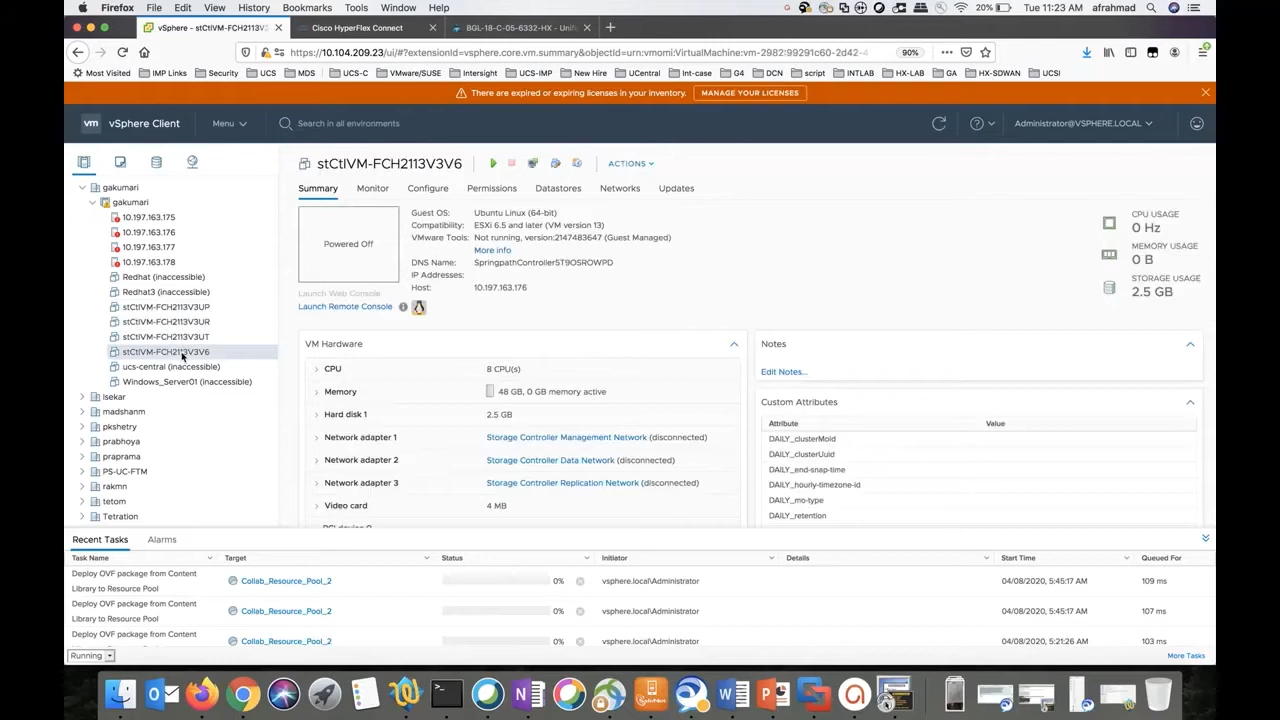 Firefox File Edit View History Bookmarks Tools Window Help
20% Tue 11:23 AM afrahmad
vSphere - stCtlVM-FCH2113V3V Cisco HyperFlex Connect BGL-18-C-05-6332-HX - Unifi
https://10.104.209.23/ui/#?extensionId=vsphere.core.vm.summary&objectId=urn:vmomi:VirtualMachine:vm-2982:99291c60-2d42-4
90%
Most Visited IMP Links Security UCS MDS UCS-C VMware/SUSE Intersight UCS-IMP New Hire UCentral Int-case G4 DCN script INTLAB HX-LAB GA HX-SDWAN UCSI
There are expired or expiring licenses in your inventory. MANAGE YOUR LICENSES
vm vSphere Client Menu Search in all environments Administrator@VSPHERE.LOCAL
stCtlVM-FCH2113V3V6 ACTIONS
Summary Monitor Configure Permissions Datastores Networks Updates
gakumari
gakumari
10.197.163.175
10.197.163.176
10.197.163.177
10.197.163.178
Redhat (inaccessible)
Redhat3 (inaccessible)
stCtlVM-FCH2113V3UP
stCtlVM-FCH2113V3UR
stCtlVM-FCH2113V3UT
stCtlVM-FCH2113V3V6
ucs-central (inaccessible)
Windows_Server01 (inaccessible)
lsekar
madshanm
pkshetry
prabhoya
praprama
PS-UC-FTM
rakmn
tetom
Tetration
Powered Off
Launch Web Console
Launch Remote Console
Guest OS: Ubuntu Linux (64-bit)
Compatibility: ESXi 6.5 and later (VM version 13)
VMware Tools: Not running, version:2147483647 (Guest Managed)
More info
DNS Name: SpringpathController5T9OSROWPD
IP Addresses:
Host: 10.197.163.176
CPU USAGE
0 Hz
MEMORY USAGE
0 B
STORAGE USAGE
2.5 GB
VM Hardware
CPU 8 CPU(s)
Memory 48 GB, 0 GB memory active
Hard disk 1 2.5 GB
Network adapter 1 Storage Controller Management Network (disconnected)
Network adapter 2 Storage Controller Data Network (disconnected)
Network adapter 3 Storage Controller Replication Network (disconnected)
Video card 4 MB
Notes
Edit Notes...
Custom Attributes
Attribute Value
DAILY_clusterMoid
DAILY_clusterUuid
DAILY_end-snap-time
DAILY_hourly-timezone-id
DAILY_mo-type
DAILY_retention
Recent Tasks Alarms
Task Name Target Status Initiator Details Start Time Queued For
Deploy OVF package from Content
Library to Resource Pool
Collab_Resource_Pool_2 0% vsphere.local\Administrator 04/08/2020, 5:45:17 AM 109 ms
Deploy OVF package from Content
Library to Resource Pool
Collab_Resource_Pool_2 0% vsphere.local\Administrator 04/08/2020, 5:45:17 AM 107 ms
Deploy OVF package from Content
Collab_Resource_Pool_2 0% vsphere.local\Administrator 04/08/2020, 5:21:26 AM 103 ms
Running More Tasks